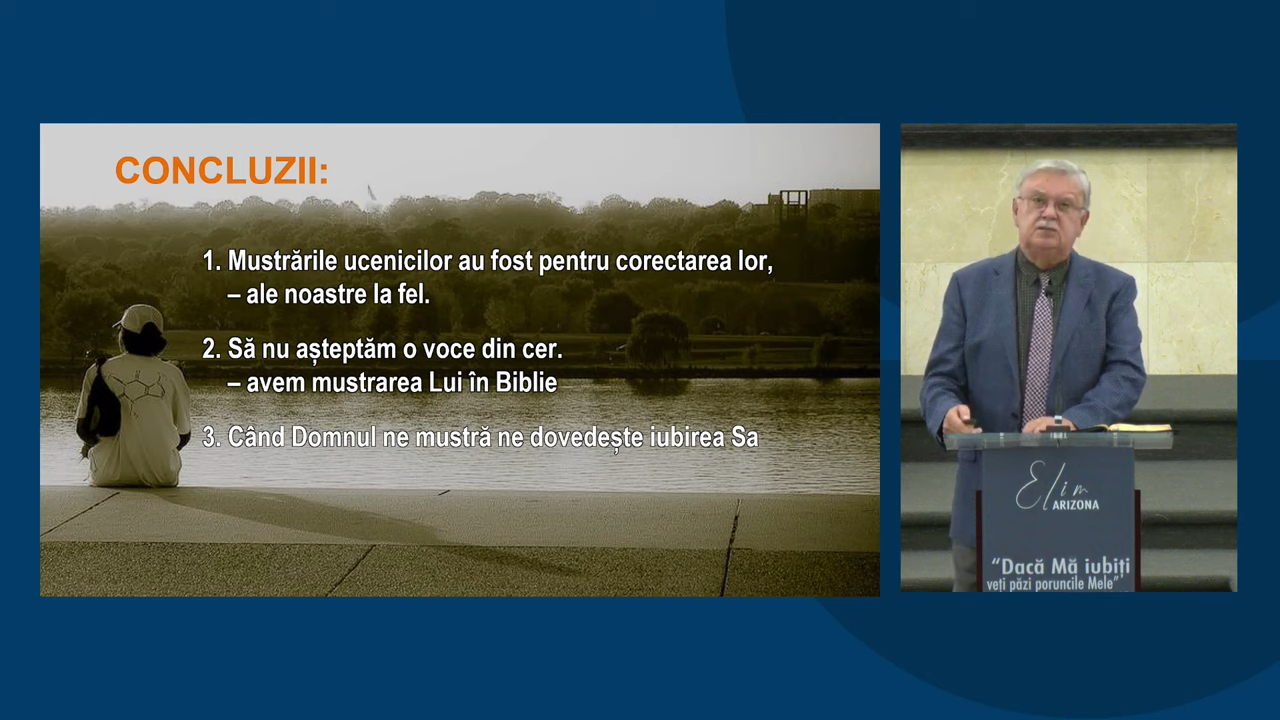 CONCLUZII:
1. Mustrările ucenicilor au fost pentru corectarea lor,
– ale noastre la fel.
2. Să nu așteptăm o voce din cer.
– avem mustrarea Lui în Biblie
3. Când Domnul ne mustră ne dovedește iubirea Sa
Elim
ARIZONA
“Dacă Mă iubiți
veți păzi poruncile Mele”